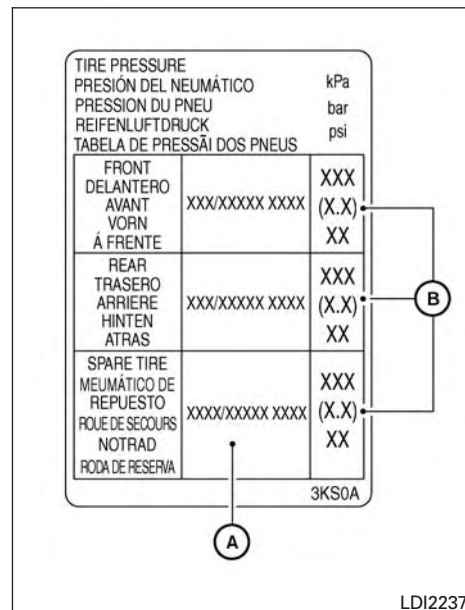 TIRE PRESSURE
PRESIÓN DEL NEUMÁTICO
PRESSION DU PNEU
REIFENLUFTDRUCK
TABELA DE PRESSÃI DOS PNEUS
kPa
bar
psi
FRONT
DELANTERO
AVANT
VORN
Á FRENTE
XXX/XXXXX XXXX
XXX
(X.X)
XX
REAR
TRASERO
ARRIERE
HINTEN
ATRAS
XXX/XXXXX XXXX
XXX
(X.X)
XX
SPARE TIRE
MEUMÁTICO DE
REPUESTO
ROUE DE SECOURS
NOTRAD
RODA DE RESERVA
XXXX/XXXXX XXXX
XXX
(X.X)
XX
B
3KS0A
A
LDI2237